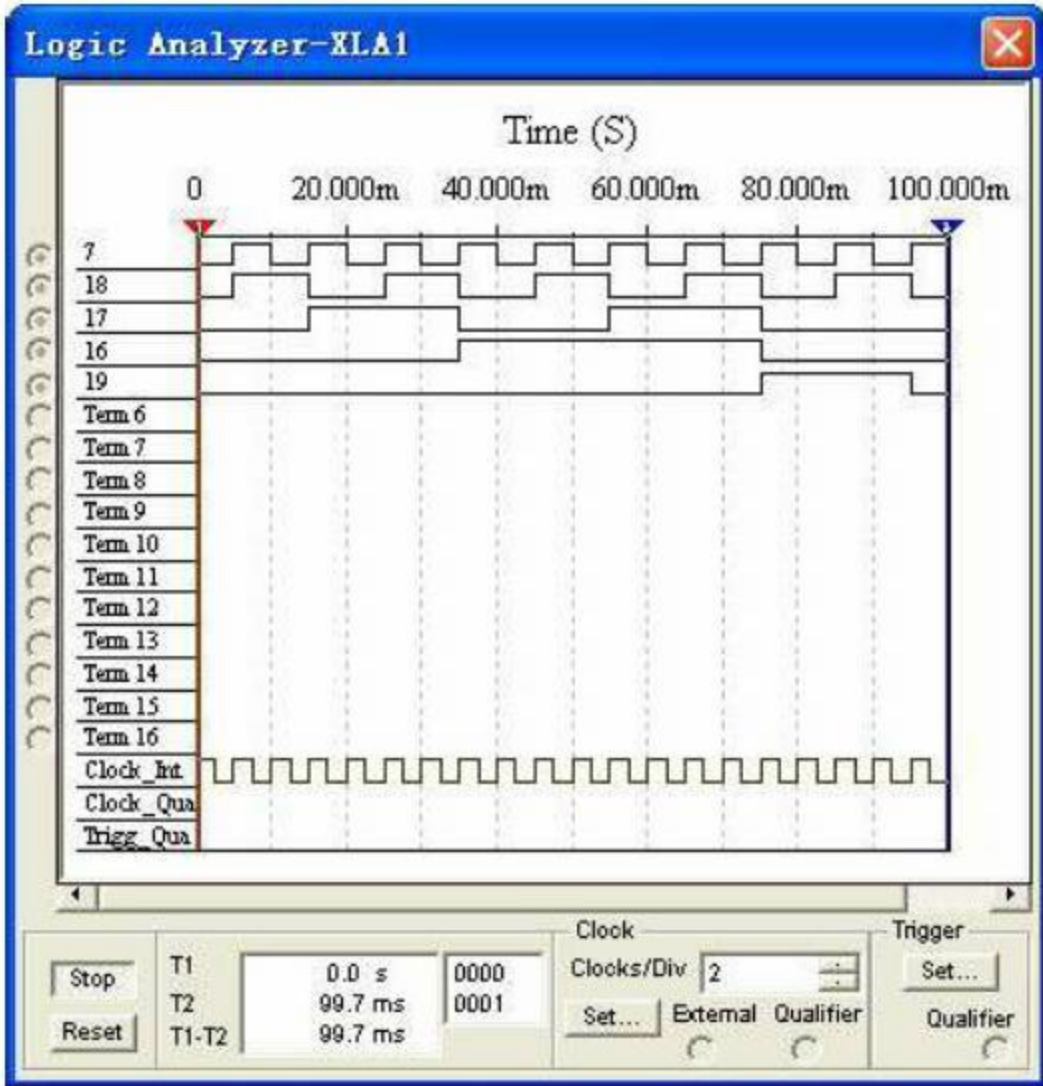 Logic Analyzer-XLA1
Time (S)
0 20.000m 40.000m 60.000m 80.000m 100.000m
7
18
17
16
19
Term 6
Term 7
Term 8
Term 9
Term 10
Term 11
Term 12
Term 13
Term 14
Term 15
Term 16
Clock_Int
Clock_Qua
Trigg_Qua
Clock
Trigger
Stop
Reset
T1 0.0 s 0000
T2 99.7 ms 0001
T1-T2 99.7 ms
Clocks/Div 2
Set... External Qualifier
Set...
Qualifier